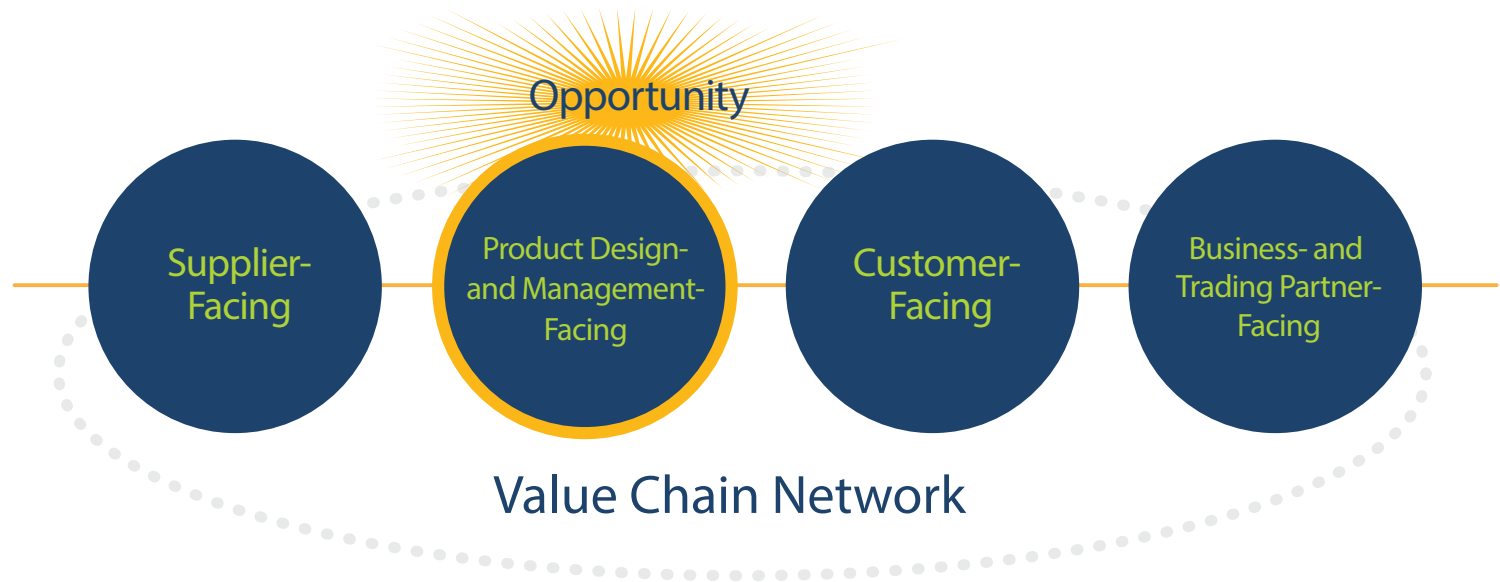 Opportunity
Supplier-
Facing
Product Design-
and Management-
Facing
Customer-
Facing
Business- and
Trading Partner-
Facing
Value Chain Network